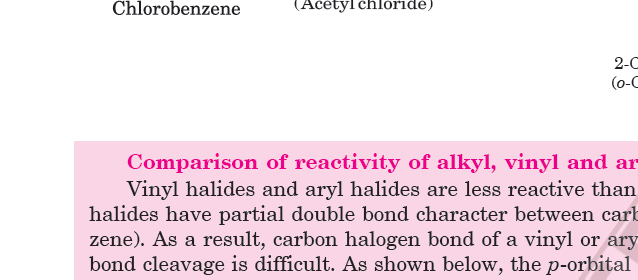 Chlorobenzene
(Acetyl chloride)
2-C
(o-C
Comparison of reactivity of alkyl, vinyl and ar
Vinyl halides and aryl halides are less reactive than
halides have partial double bond character between carb
zene). As a result, carbon halogen bond of a vinyl or ary
bond cleavage is difficult. As shown below, the p-orbital